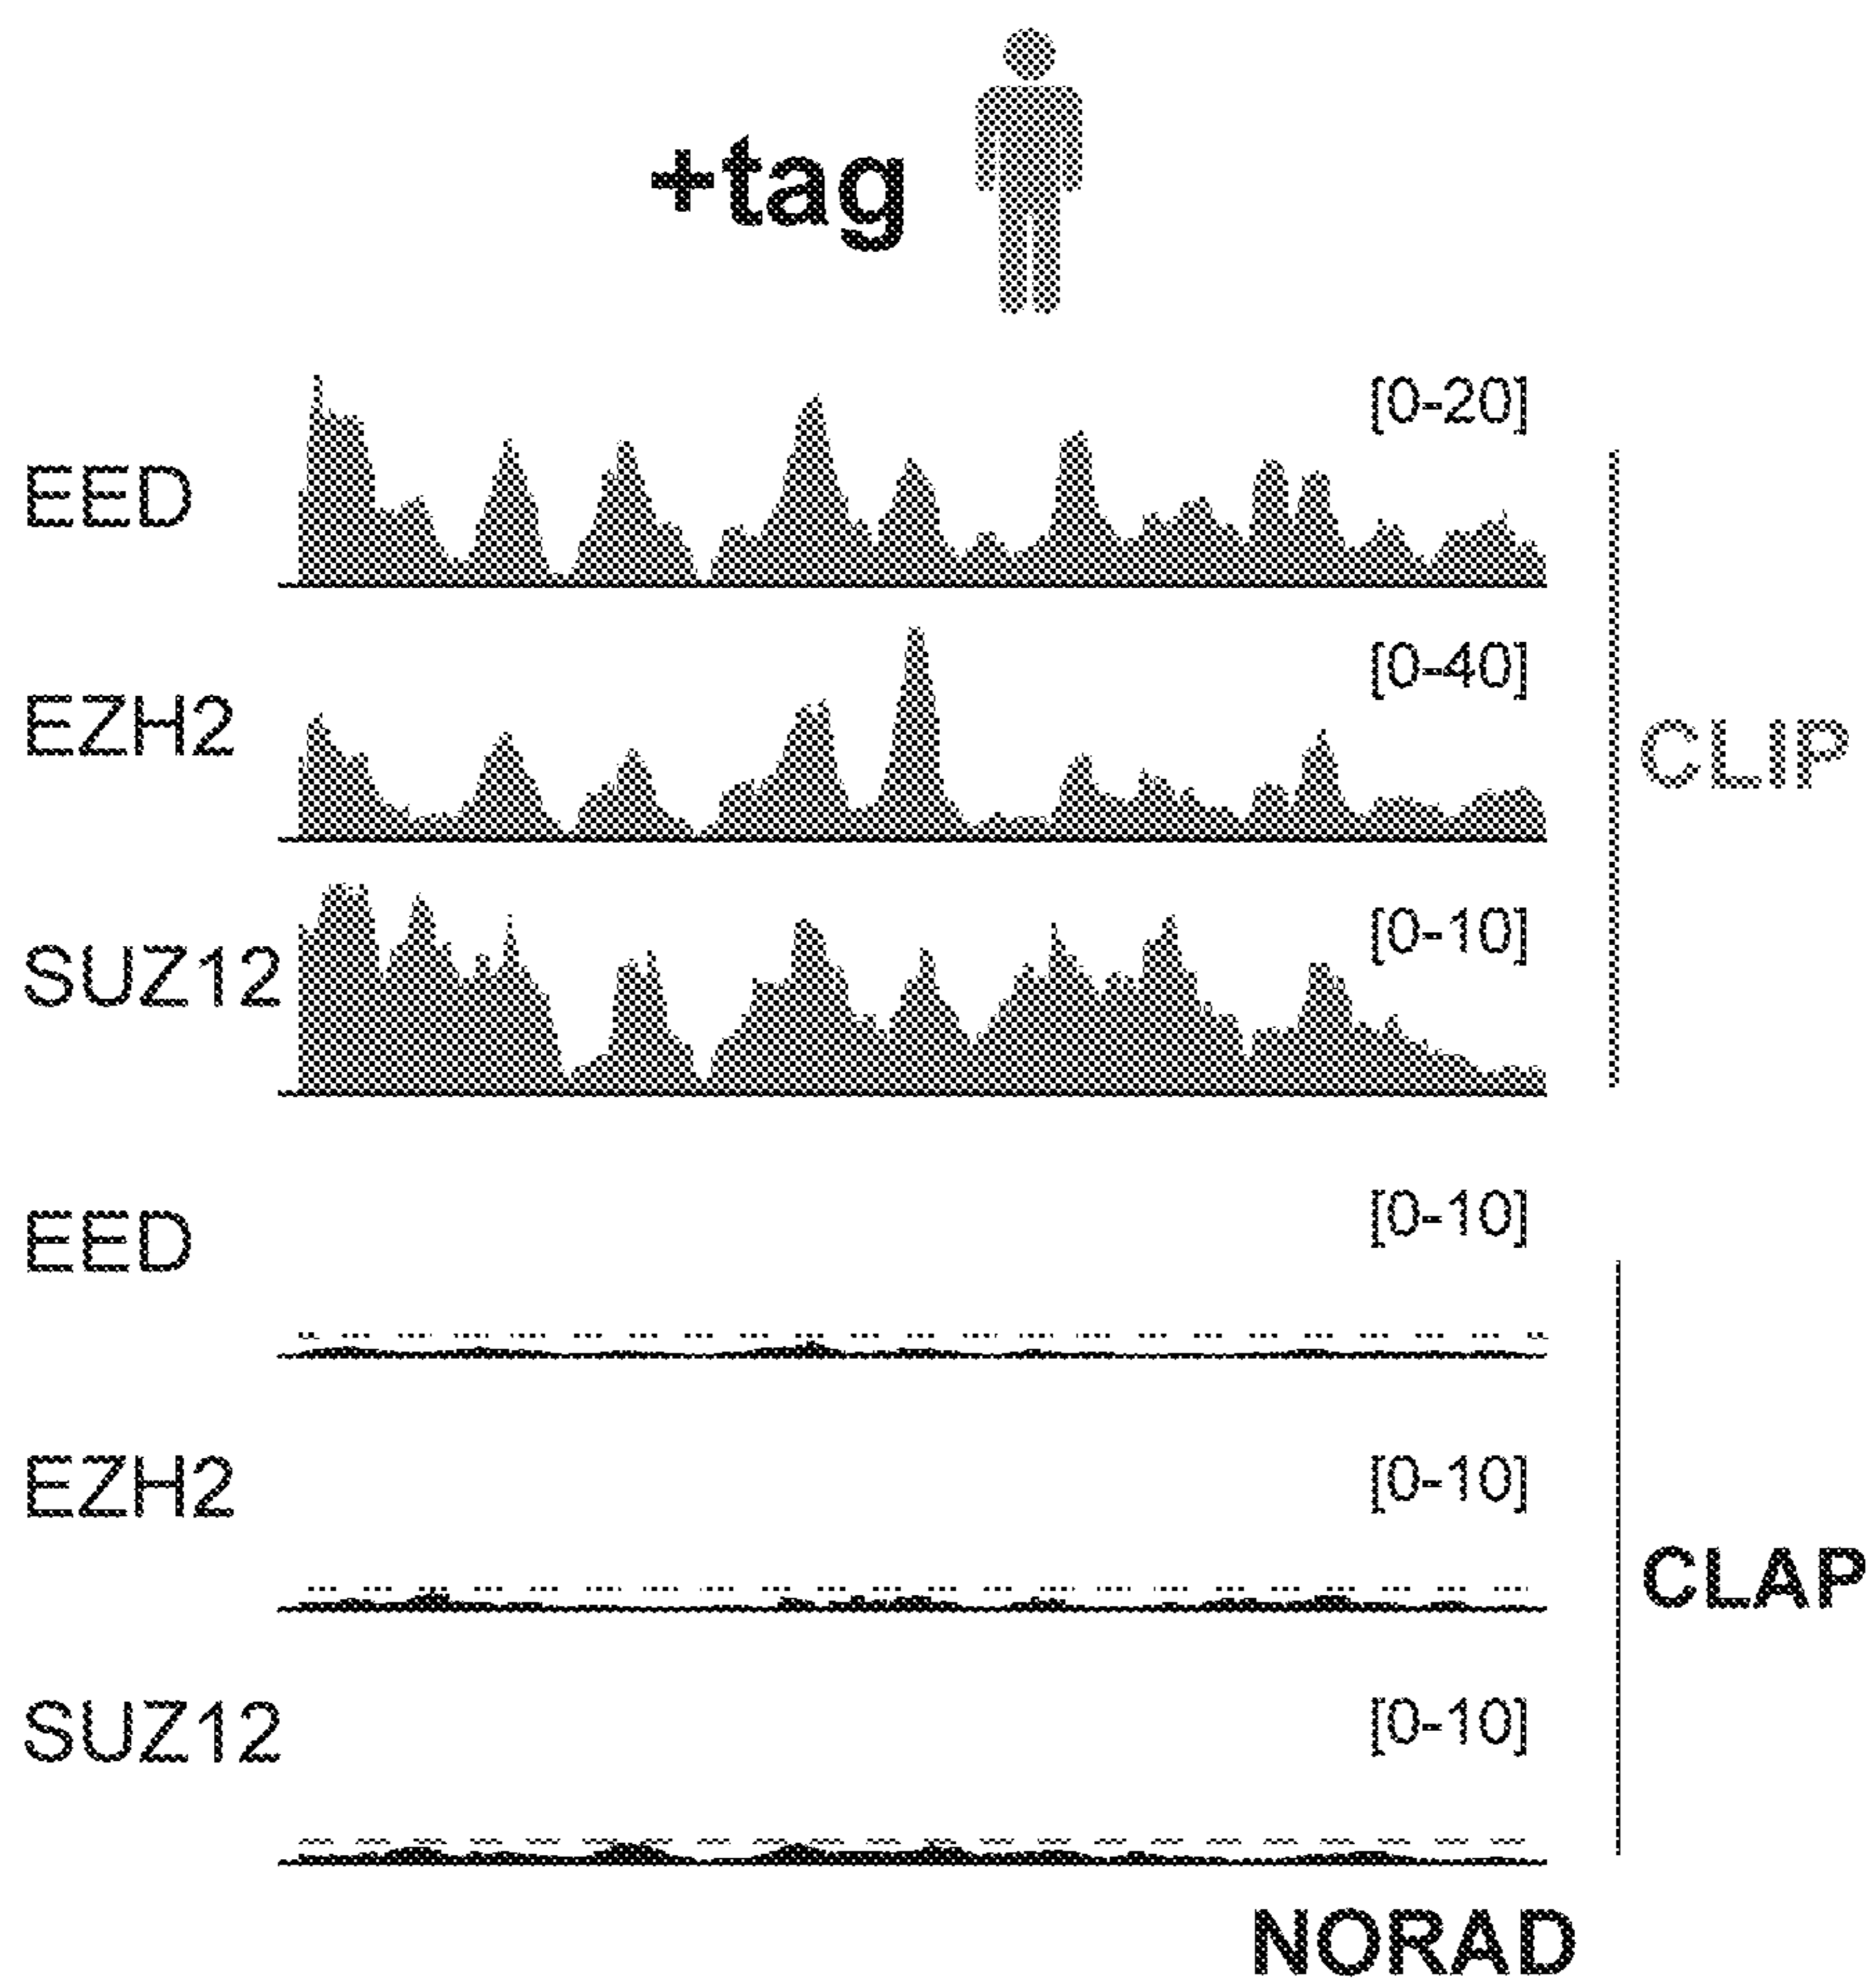 +tag
[0-20]
EED
[0-40]
EZH2
CLIP
[0-10]
SUZ12
[0-10]
EED
[0-10]
EZH2
CLAP
[0-10]
SUZ12
NORAD